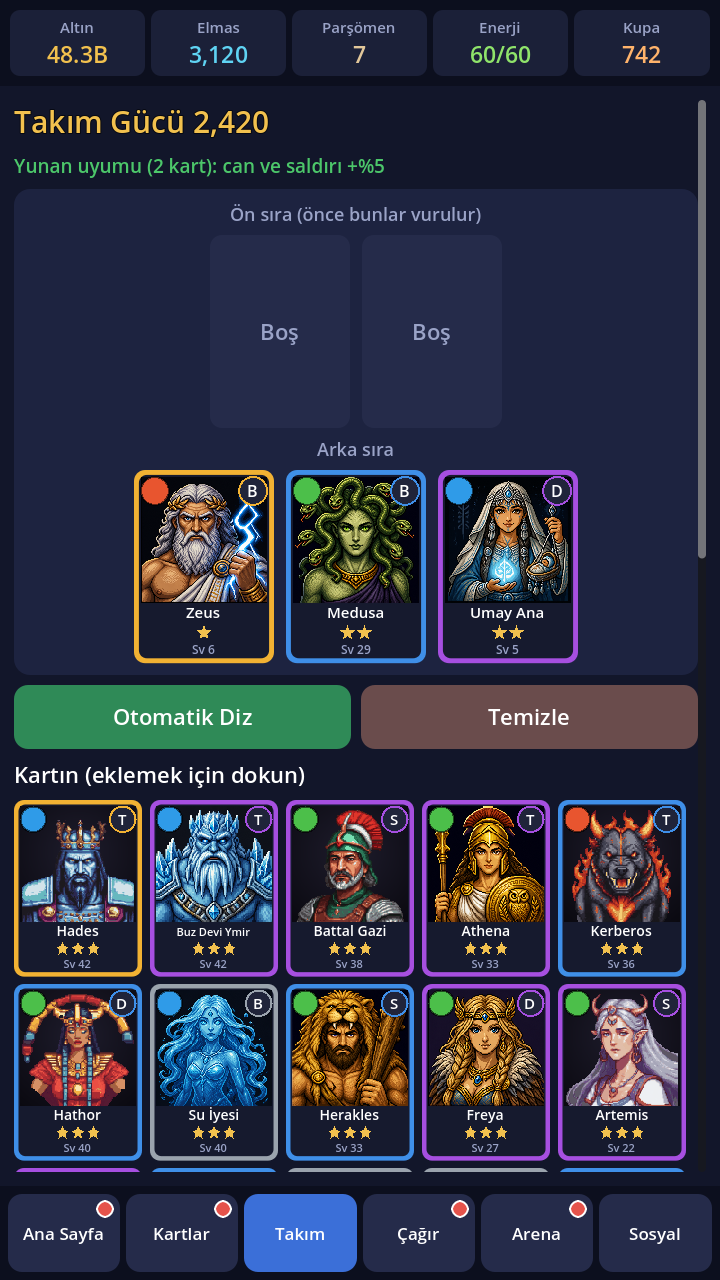 Altın
48.3B
Elmas
3,120
Parşömen
7
Enerji
60/60
Kupa
742
Takım Gücü 2,420
Yunan uyumu (2 kart): can ve saldırı +%5
Ön sıra (önce bunlar vurulur)
Boş
Boş
Arka sıra
B
Zeus
Sv 6
B
Medusa
Sv 29
D
Umay Ana
Sv 5
Otomatik Diz
Temizle
Kartın (eklemek için dokun)
T
Hades
Sv 42
T
Buz Devi Ymir
Sv 42
S
Battal Gazi
Sv 38
T
Athena
Sv 33
T
Kerberos
Sv 36
D
Hathor
Sv 40
B
Su İyesi
Sv 40
S
Herakles
Sv 33
D
Freya
Sv 27
S
Artemis
Sv 22
Ana Sayfa
Kartlar
Takım
Çağır
Arena
Sosyal